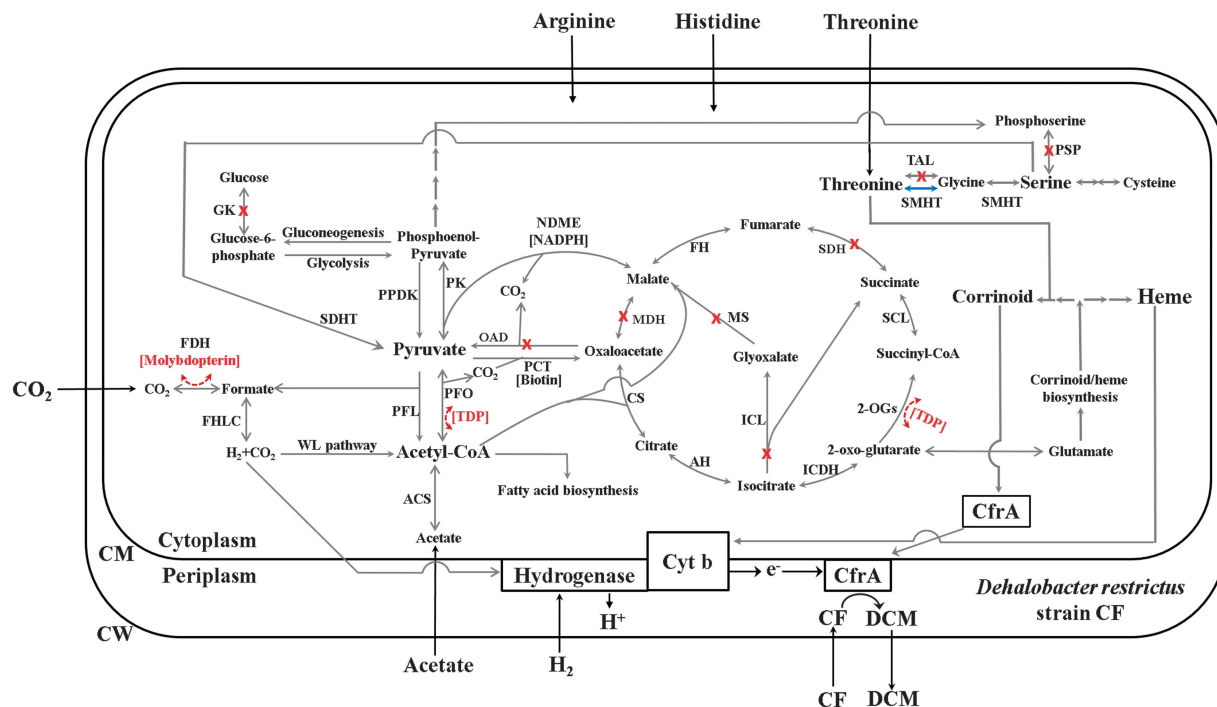 Arginine Histidine Threonine
Phosphoserine
X PSP
TAL
Glucose
Threonine X Glycine Serine Cysteine
SMHT SMHT
GK X
NDME
[NADPH]
Fumarate
Gluconeogenesis
Glucose-6-
phosphate
Phosphoenol-
Pyruvate
Glycolysis
FH
SDH X
Malate
Succinate
PPDK PK
CO2
Corrinoid Heme
SDHT
X MDH
X MS
SCL
OAD X
Pyruvate
Oxaloacetate
Glyoxalate
Succinyl-CoA
FDH
[Molybdopterin]
PCT
[Biotin]
CO2
CO2 CO2 Formate
PFO
Corrinoid/heme
biosynthesis
FHLC
PFL
[TDP]
CS
ICL
2-OGs
[TDP]
WL pathway
H2+CO2
Acetyl-CoA
Citrate
2-oxo-glutarate
Glutamate
AH
X
ICDH
Isocitrate
Fatty acid biosynthesis
ACS
CfrA
Acetate
Cytoplasm
CM
Periplasm
Hydrogenase
Cyt b
e-
CfrA
Dehalobacter restrictus
strain CF
H+
CF DCM
CW
Acetate
H2
CF DCM